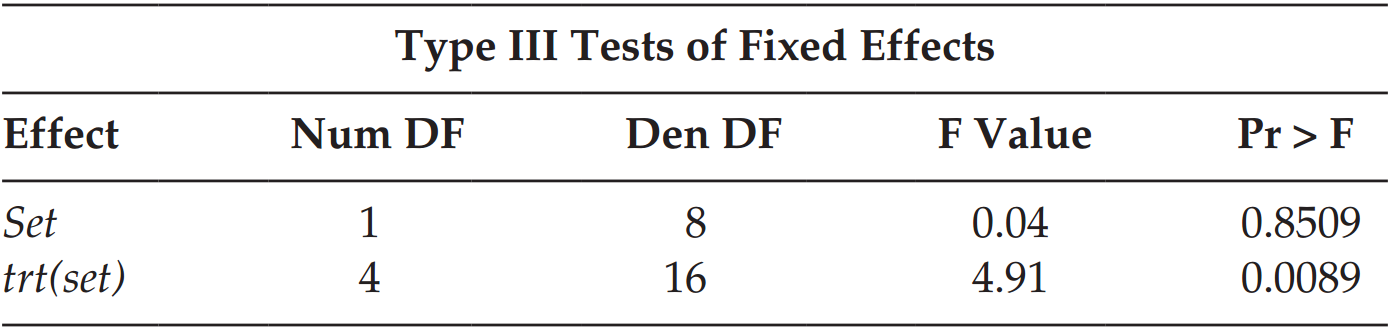 Type III Tests of Fixed Effects
Effect Num DF Den DF F Value Pr > F
Set 1 8 0.04 0.8509
trt(set) 4 16 4.91 0.0089